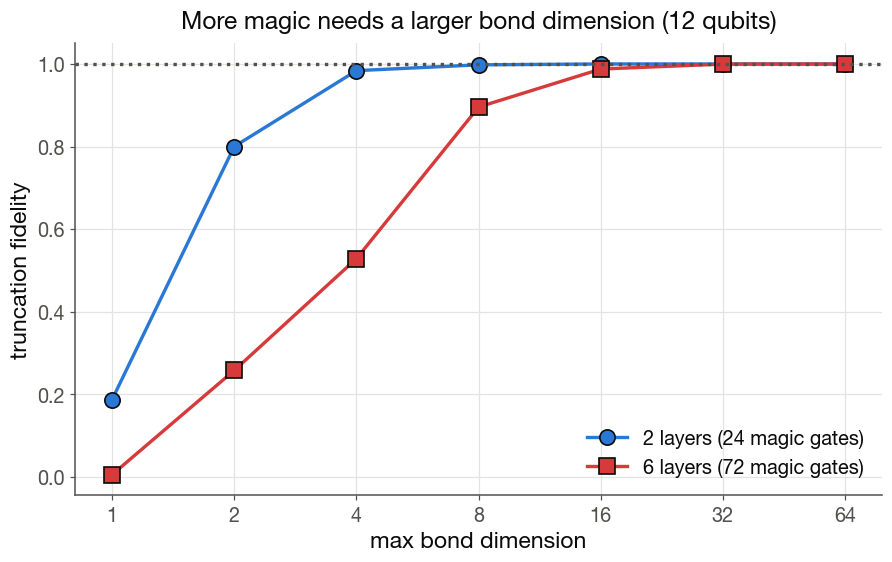 More magic needs a larger bond dimension (12 qubits)
truncation fidelity
1.0
0.8
0.6
0.4
0.2
0.0
2 layers (24 magic gates)
6 layers (72 magic gates)
1 2 4 8 16 32 64
max bond dimension